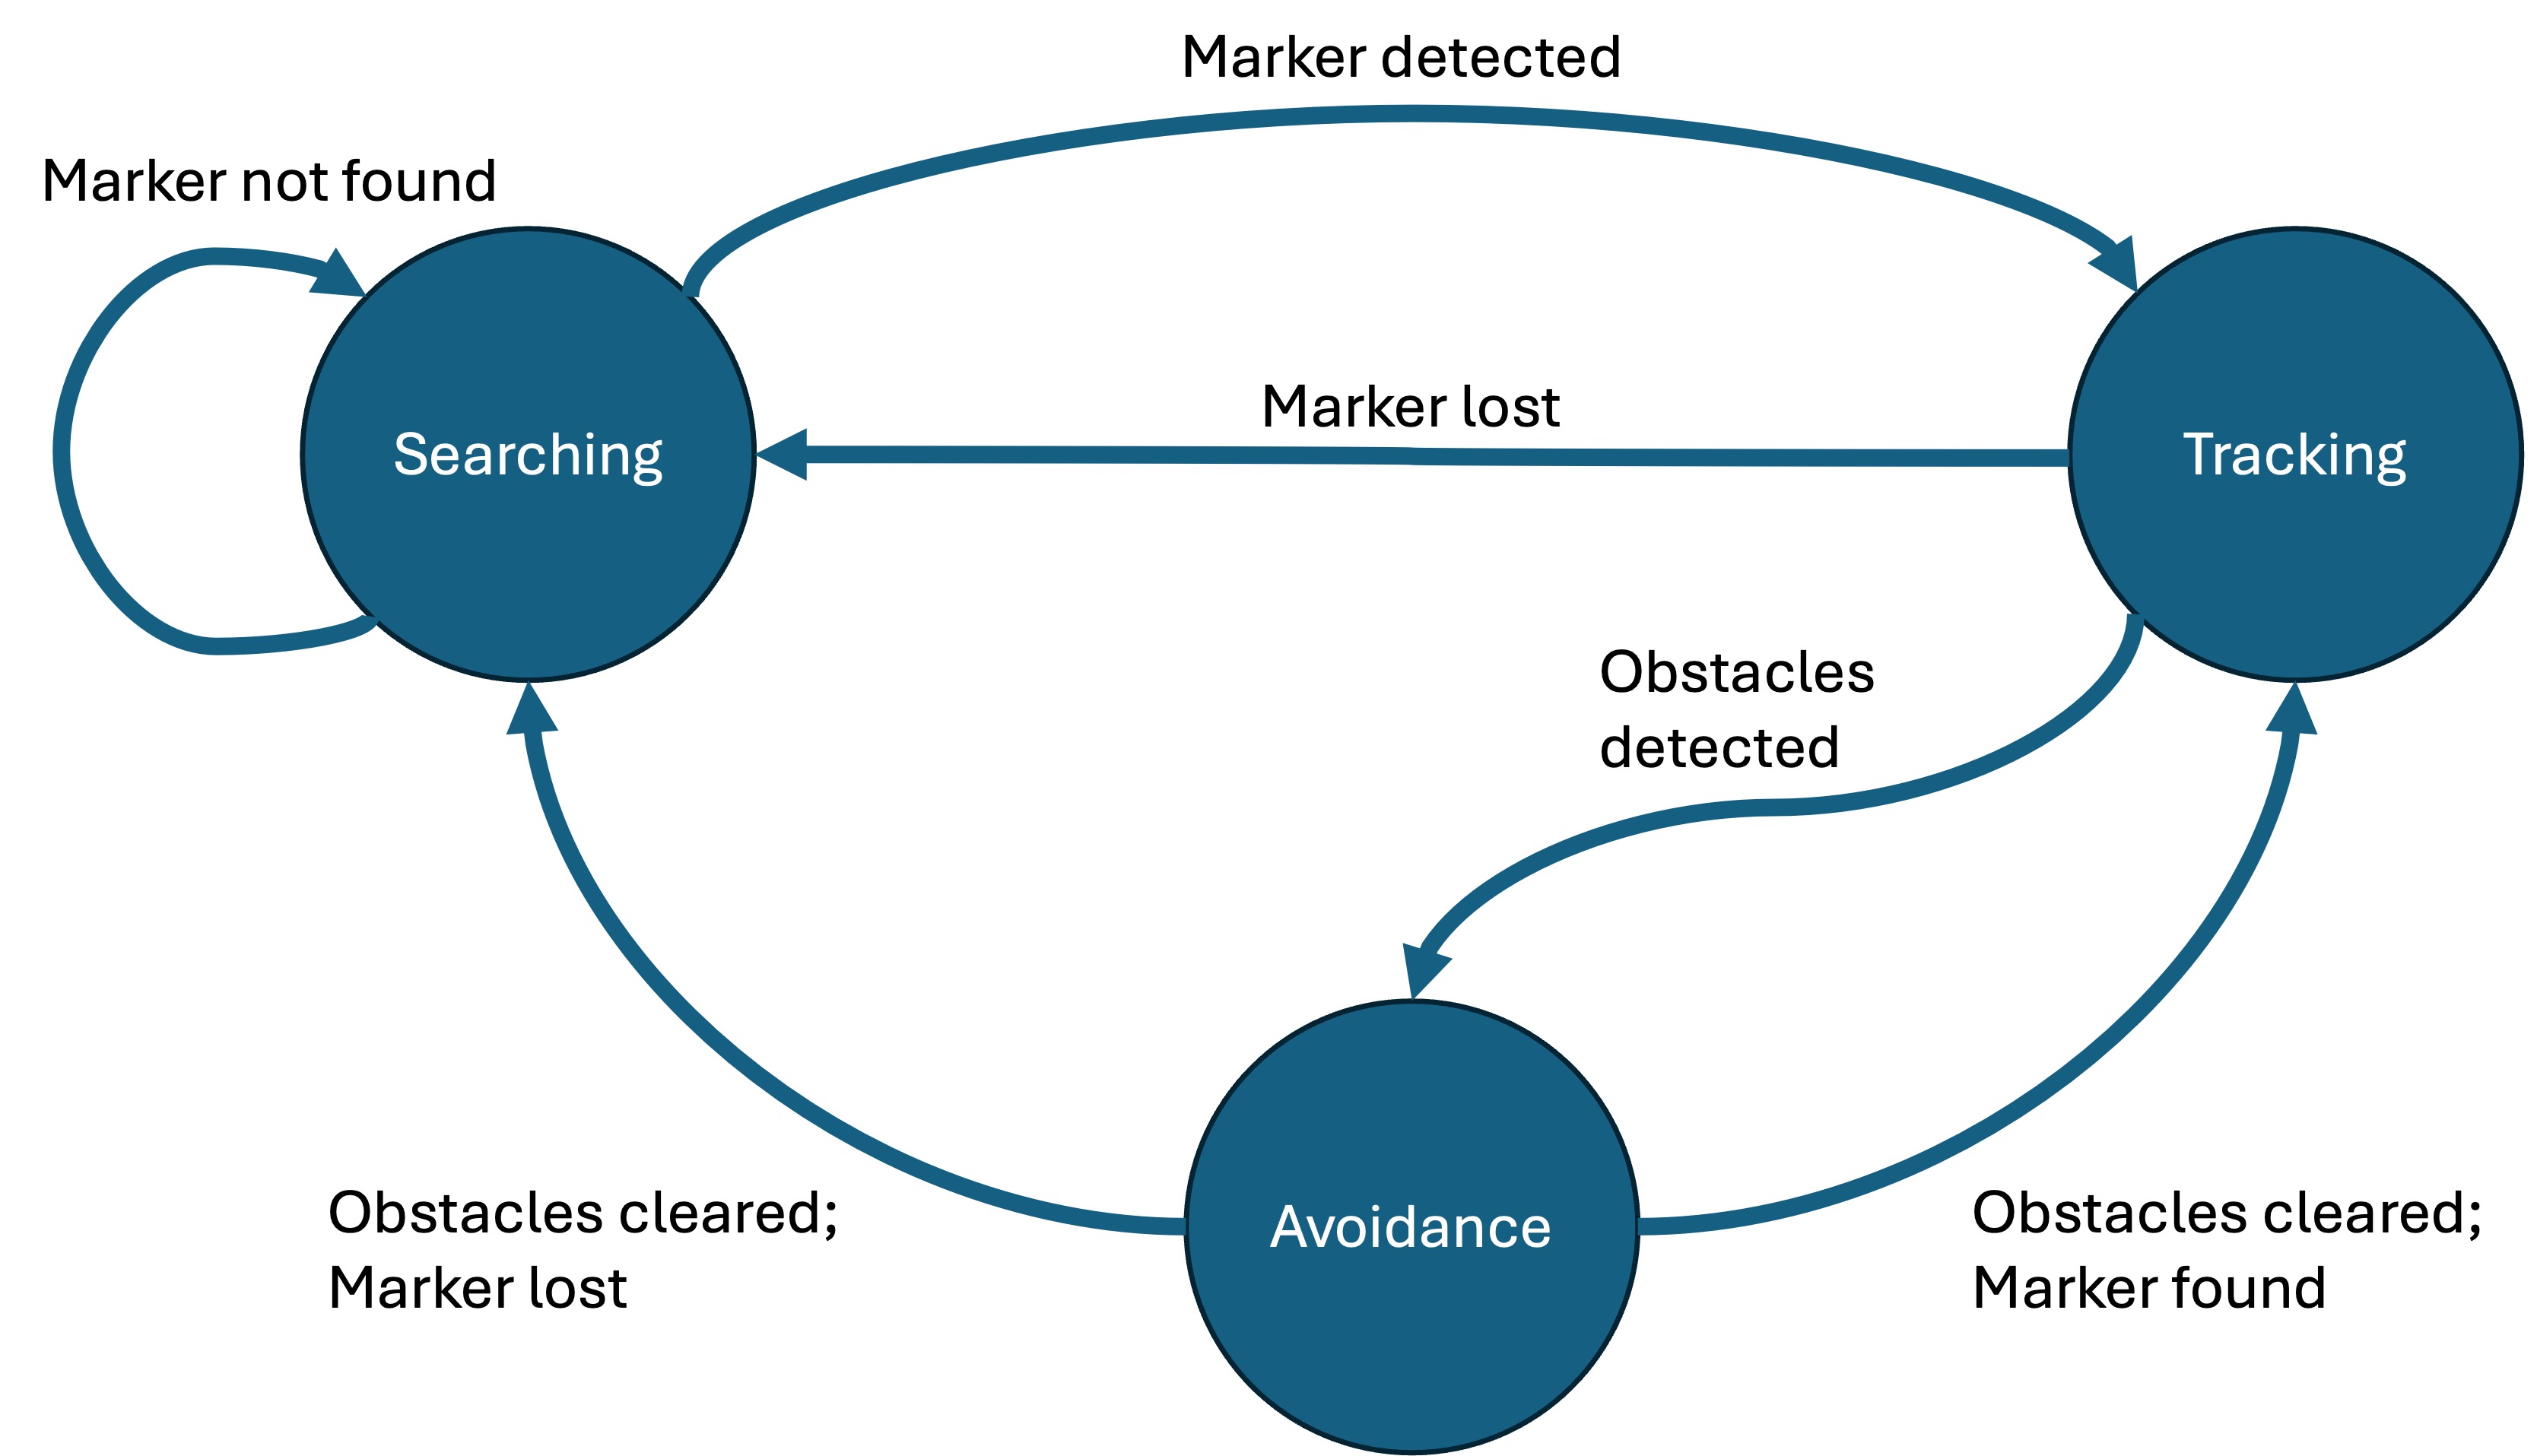 Marker detected
Marker not found
Marker lost
Searching
Tracking
Obstacles
detected
Obstacles cleared;
Marker lost
Avoidance
Obstacles cleared;
Marker found